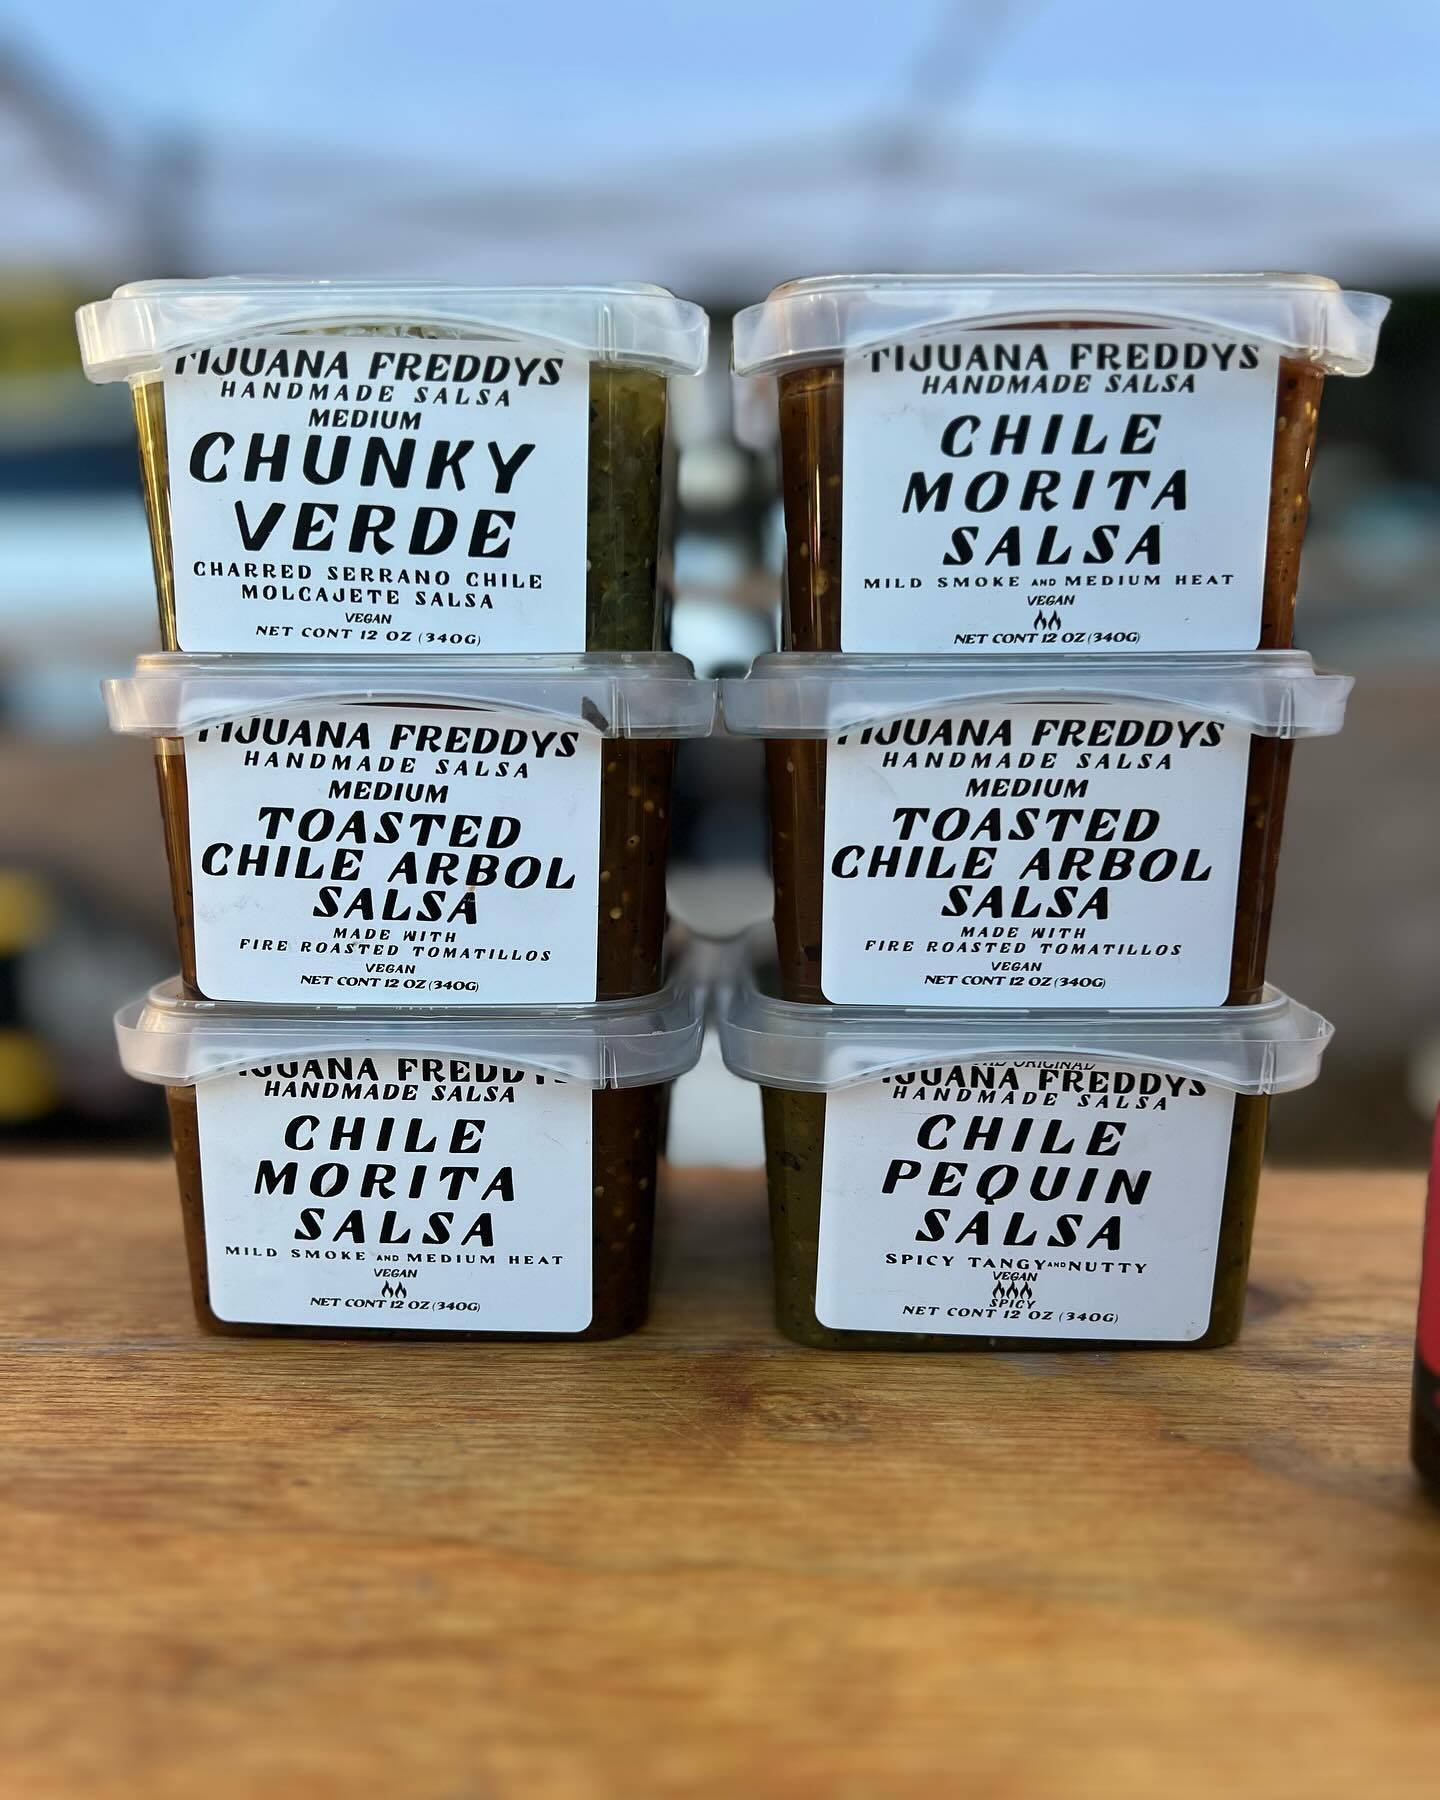 TIJUANA FREDDYS
HANDMADE SALSA
MEDIUM
CHUNKY
VERDE
CHARRED SERRANO CHILE
MOLCAJETE SALSA
VEGAN
NET CONT 12 OZ (340G)
TIJUANA FREDDYS
HANDMADE SALSA
CHILE
MORITA
SALSA
MILD SMOKE AND MEDIUM HEAT
VEGAN
NET CONT 12 OZ (340G)
TIJUANA FREDDYS
HANDMADE SALSA
MEDIUM
TOASTED
CHILE ARBOL
SALSA
MADE WITH
FIRE ROASTED TOMATILLOS
VEGAN
NET CONT 12 OZ (340G)
TIJUANA FREDDYS
HANDMADE SALSA
MEDIUM
TOASTED
CHILE ARBOL
SALSA
MADE WITH
FIRE ROASTED TOMATILLOS
VEGAN
NET CONT 12 OZ (340G)
TIJUANA FREDDYS
HANDMADE SALSA
CHILE
MORITA
SALSA
MILD SMOKE AND MEDIUM HEAT
VEGAN
NET CONT 12 OZ (340G)
ORIGINAL
TIJUANA FREDDYS
HANDMADE SALSA
CHILE
PEQUIN
SALSA
SPICY TANGY AND NUTTY
VEGAN
SPICY
NET CONT 12 OZ (340G)